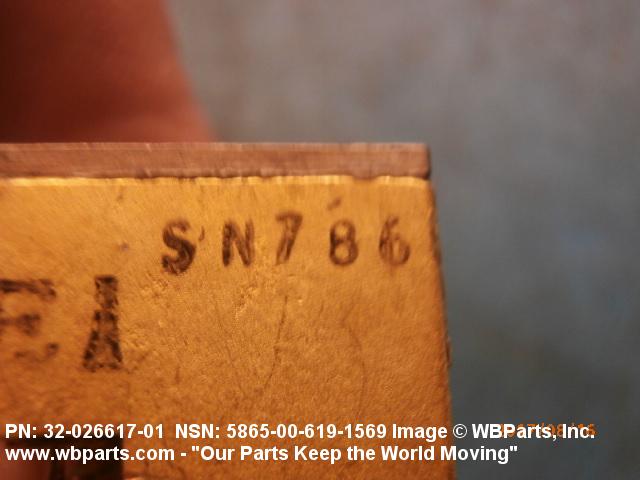 SN786
EI
PN: 32-026617-01 NSN: 5865-00-619-1569 Image © WBParts, Inc.
www.wbparts.com - "Our Parts Keep the World Moving"